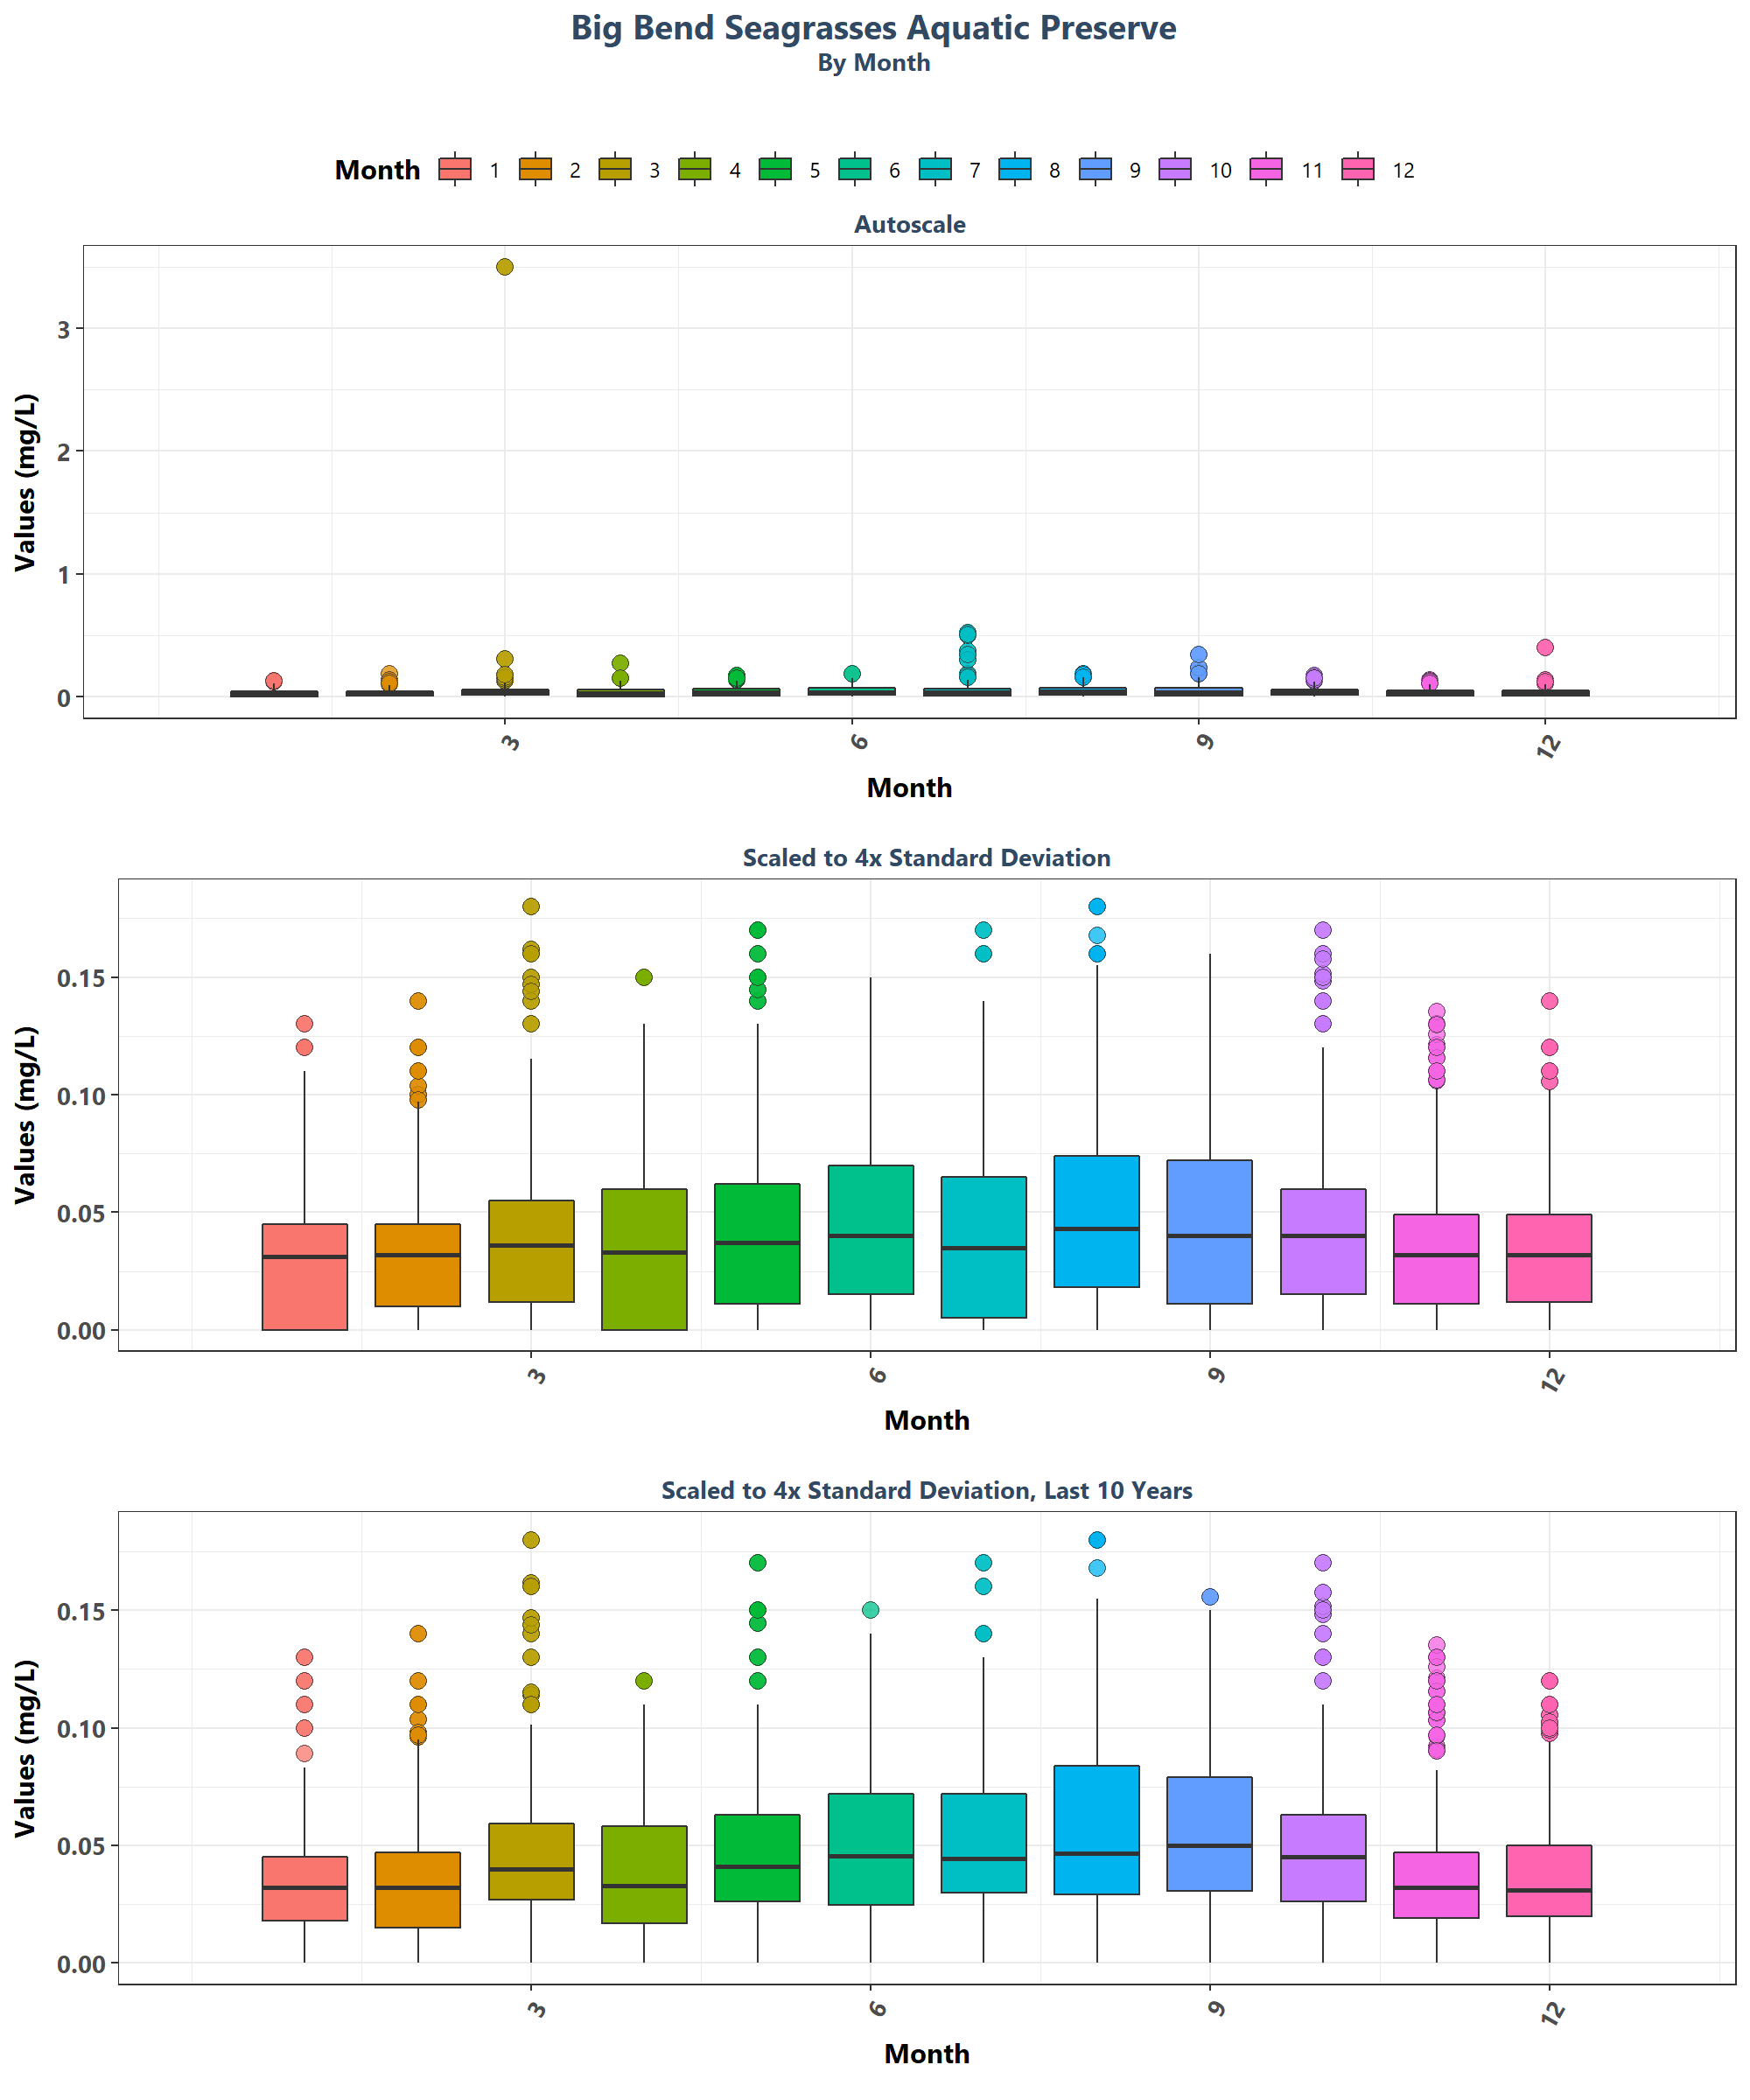 Big Bend Seagrasses Aquatic Preserve
By Month
Month 1 2 3 4 5 6 7 8 9 10 11 12
Autoscale
Values (mg/L)
3
2
1
0
3 6 9 12
Month
Scaled to 4x Standard Deviation
Values (mg/L)
0.15
0.10
0.05
0.00
3 6 9 12
Month
Scaled to 4x Standard Deviation, Last 10 Years
Values (mg/L)
0.15
0.10
0.05
0.00
3 6 9 12
Month